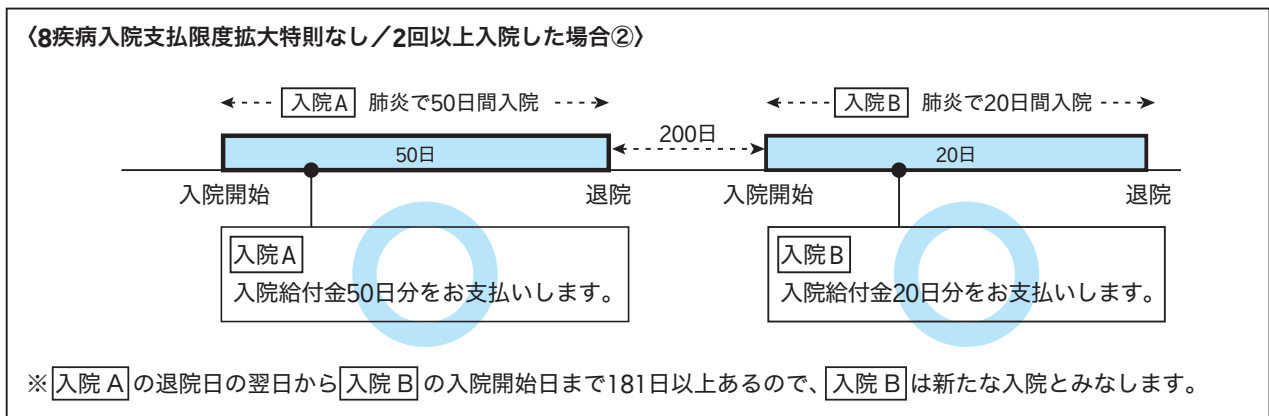 〈8疾病入院支払限度拡大特則なし／2回以上入院した場合②〉
入院A 肺炎で50日間入院
入院B 肺炎で20日間入院
50日
200日
20日
入院開始
退院
入院開始
退院
入院A
入院給付金50日分をお支払いします。
入院B
入院給付金20日分をお支払いします。
※入院 Aの退院日の翌日から入院 Bの入院開始日まで181日以上あるので、入院 Bは新たな入院とみなします。